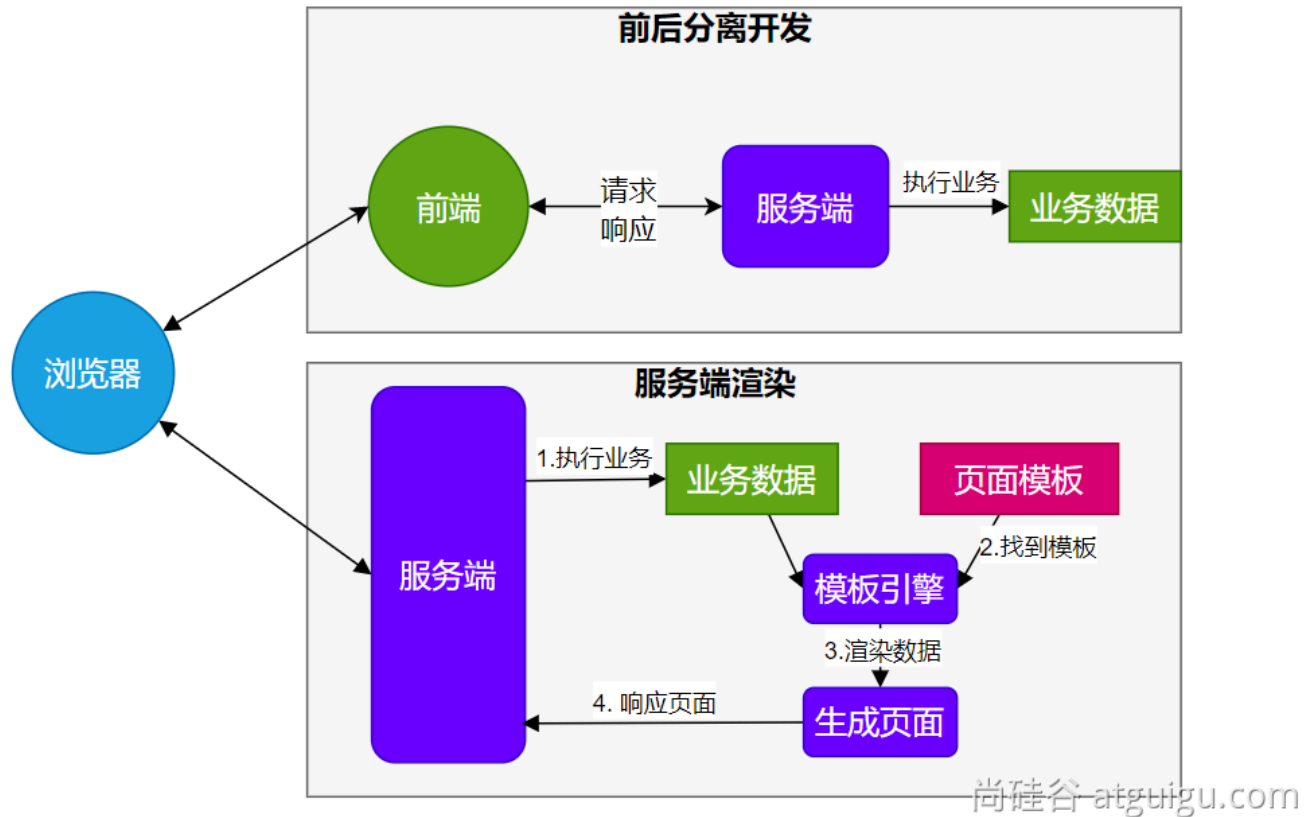 前后分离开发
前端
请求
响应
服务端
执行业务
业务数据
浏览器
服务端渲染
服务端
1.执行业务
业务数据
页面模板
2.找到模板
模板引擎
3.渲染数据
4. 响应页面
生成页面
尚硅谷 atguigu.com